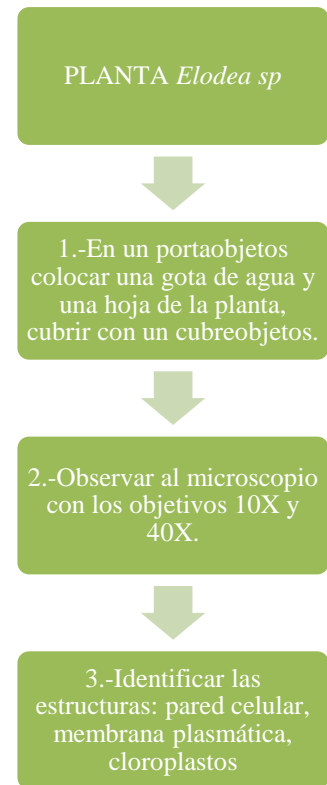 PLANTA Elodea sp
1.-En un portaobjetos
colocar una gota de agua y
una hoja de la planta,
cubrir con un cubreobjetos.
2.-Observar al microscopio
con los objetivos 10X y
40X.
3.-Identificar las
estructuras: pared celular,
membrana plasmática,
cloroplastos